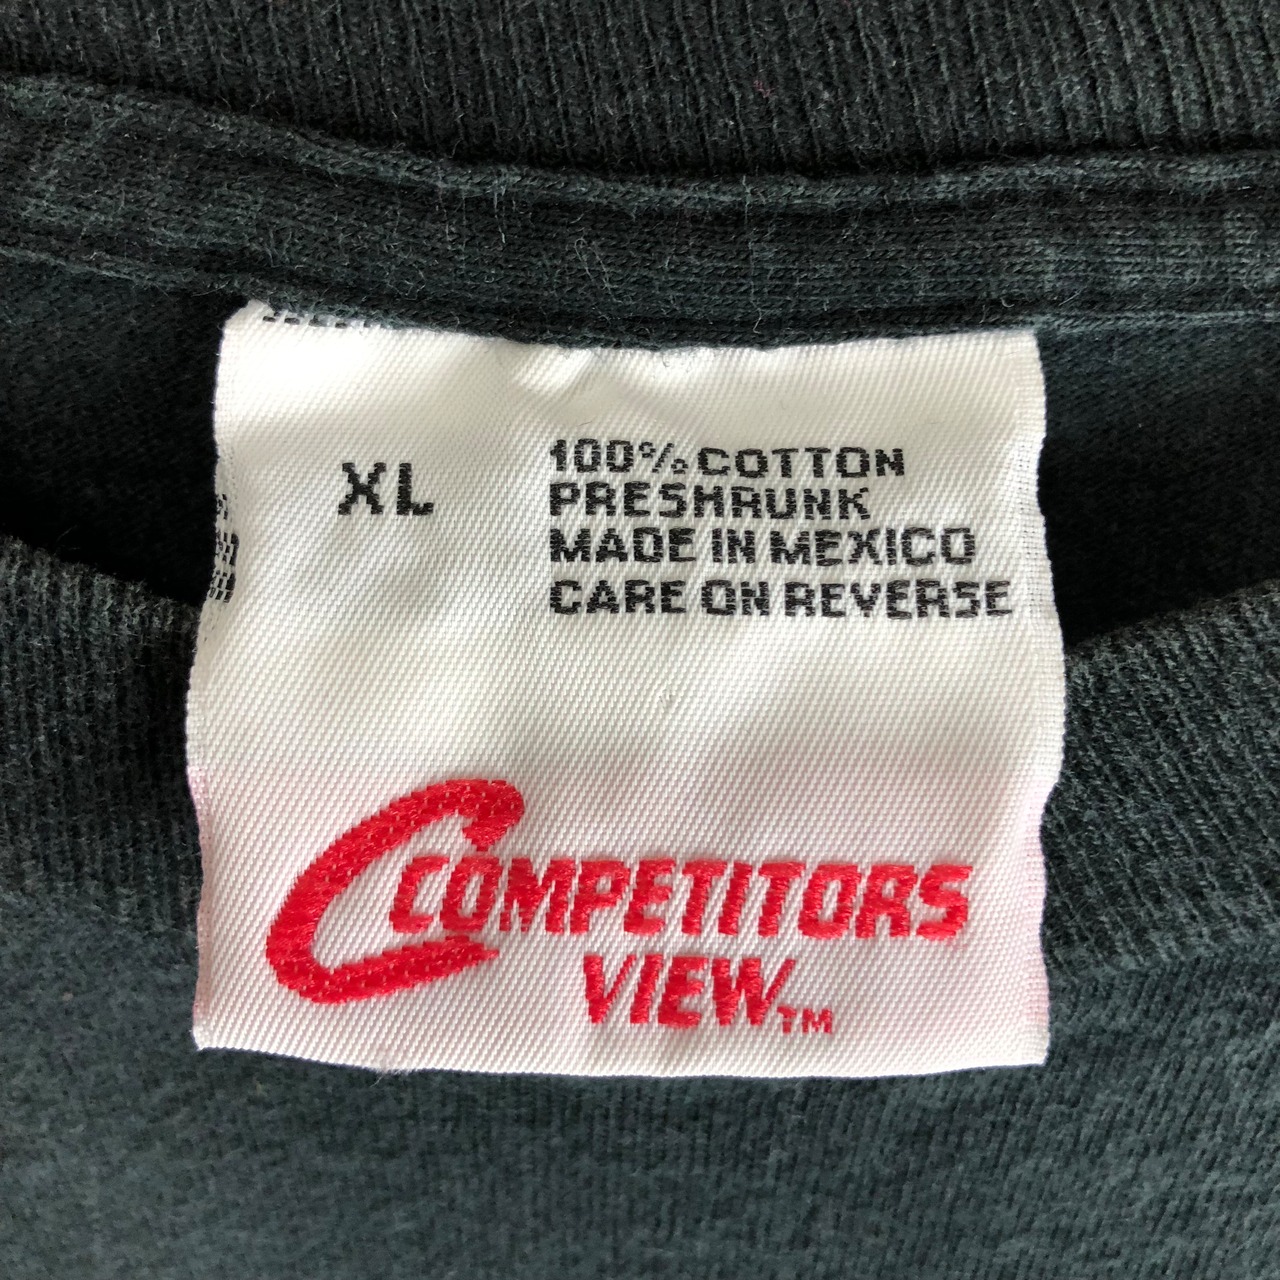 XL
100% COTTON
PRESHRUNK
MADE IN MEXICO
CARE ON REVERSE
COMPETITORS
VIEW™